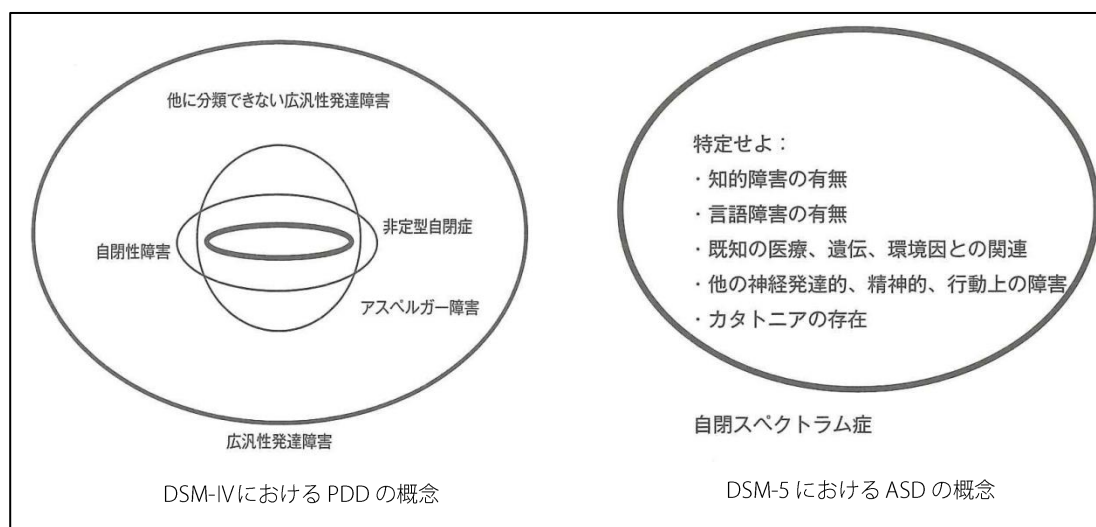 他に分類できない広汎性発達障害
非定型自閉症
自閉性障害
アスペルガー障害
広汎性発達障害
DSM-IVにおける PDD の概念
特定せよ：
・知的障害の有無
・言語障害の有無
・既知の医療、遺伝、環境因との関連
・他の神経発達的、精神的、行動上の障害
・カタトニアの存在
自閉スペクトラム症
DSM-5 における ASD の概念